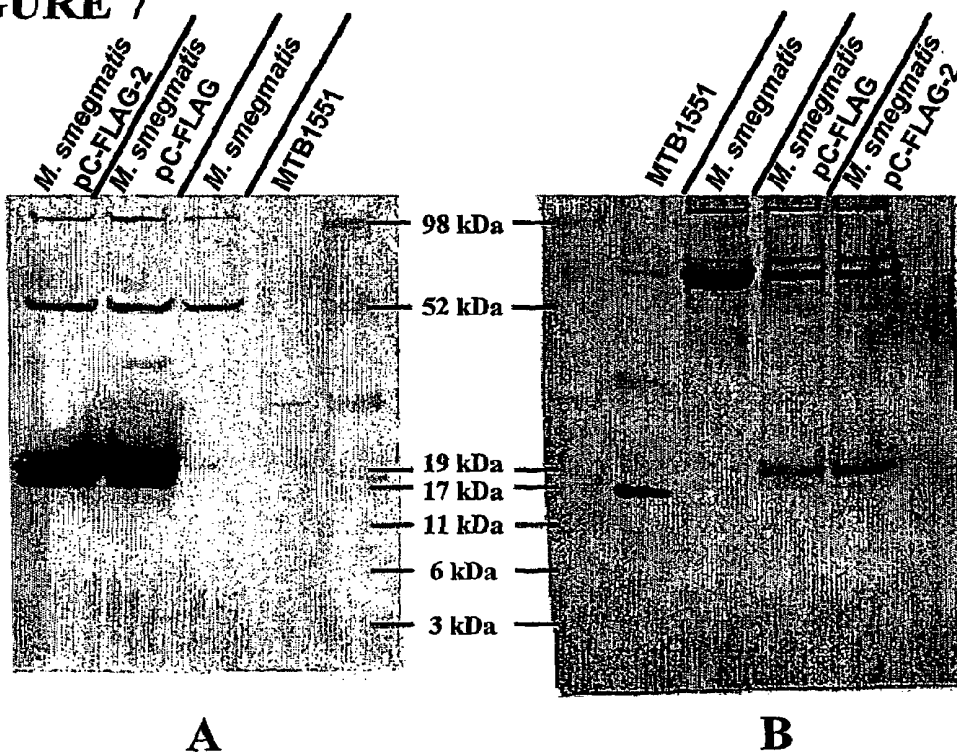 GURE 7
M. smegmatis
pC-FLAG-2
M. smegmatis
pC-FLAG
M. smegmatis
MTB1551
MTB1551
M. smegmatis
M. smegmatis
pC-FLAG
M. smegmatis
pC-FLAG-2
98 kDa
52 kDa
19 kDa
17 kDa
11 kDa
6 kDa
3 kDa
A
B